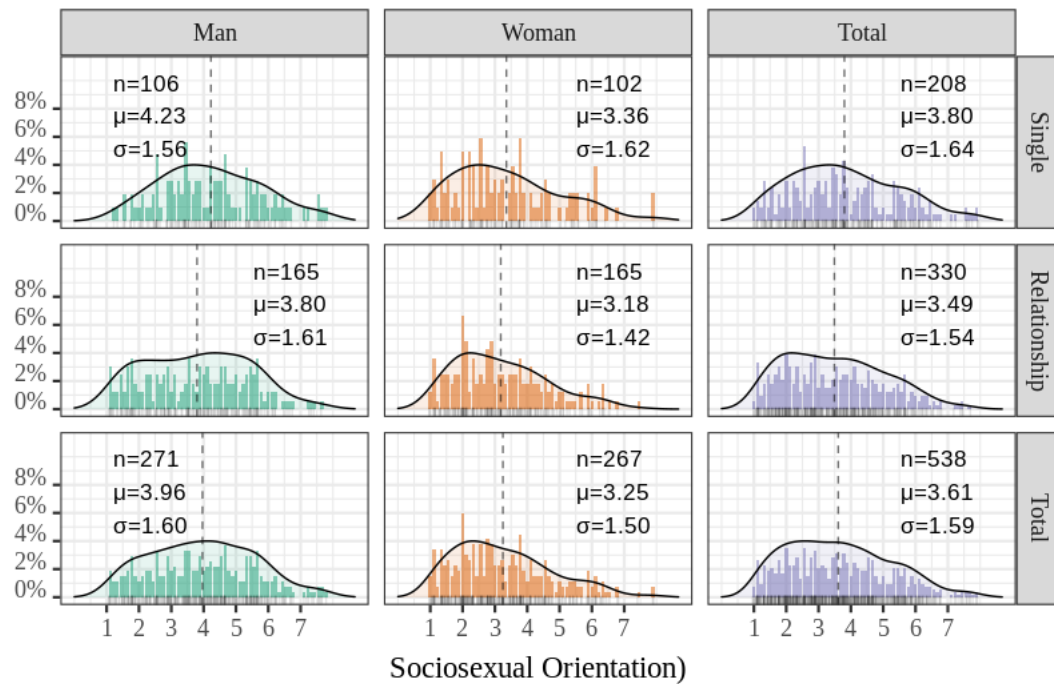 Man Woman Total
n=106 n=102 n=208
8%
μ=4.23 μ=3.36 μ=3.80
6%
σ=1.56 σ=1.62 σ=1.64
4%
2%
0%
Single
n=165 n=165 n=330
8%
μ=3.80 μ=3.18 μ=3.49
6%
σ=1.61 σ=1.42 σ=1.54
4%
2%
0%
Relationship
n=271 n=267 n=538
8%
μ=3.96 μ=3.25 μ=3.61
6%
σ=1.60 σ=1.50 σ=1.59
4%
2%
0%
Total
1 2 3 4 5 6 7 1 2 3 4 5 6 7 1 2 3 4 5 6 7
Sociosexual Orientation)